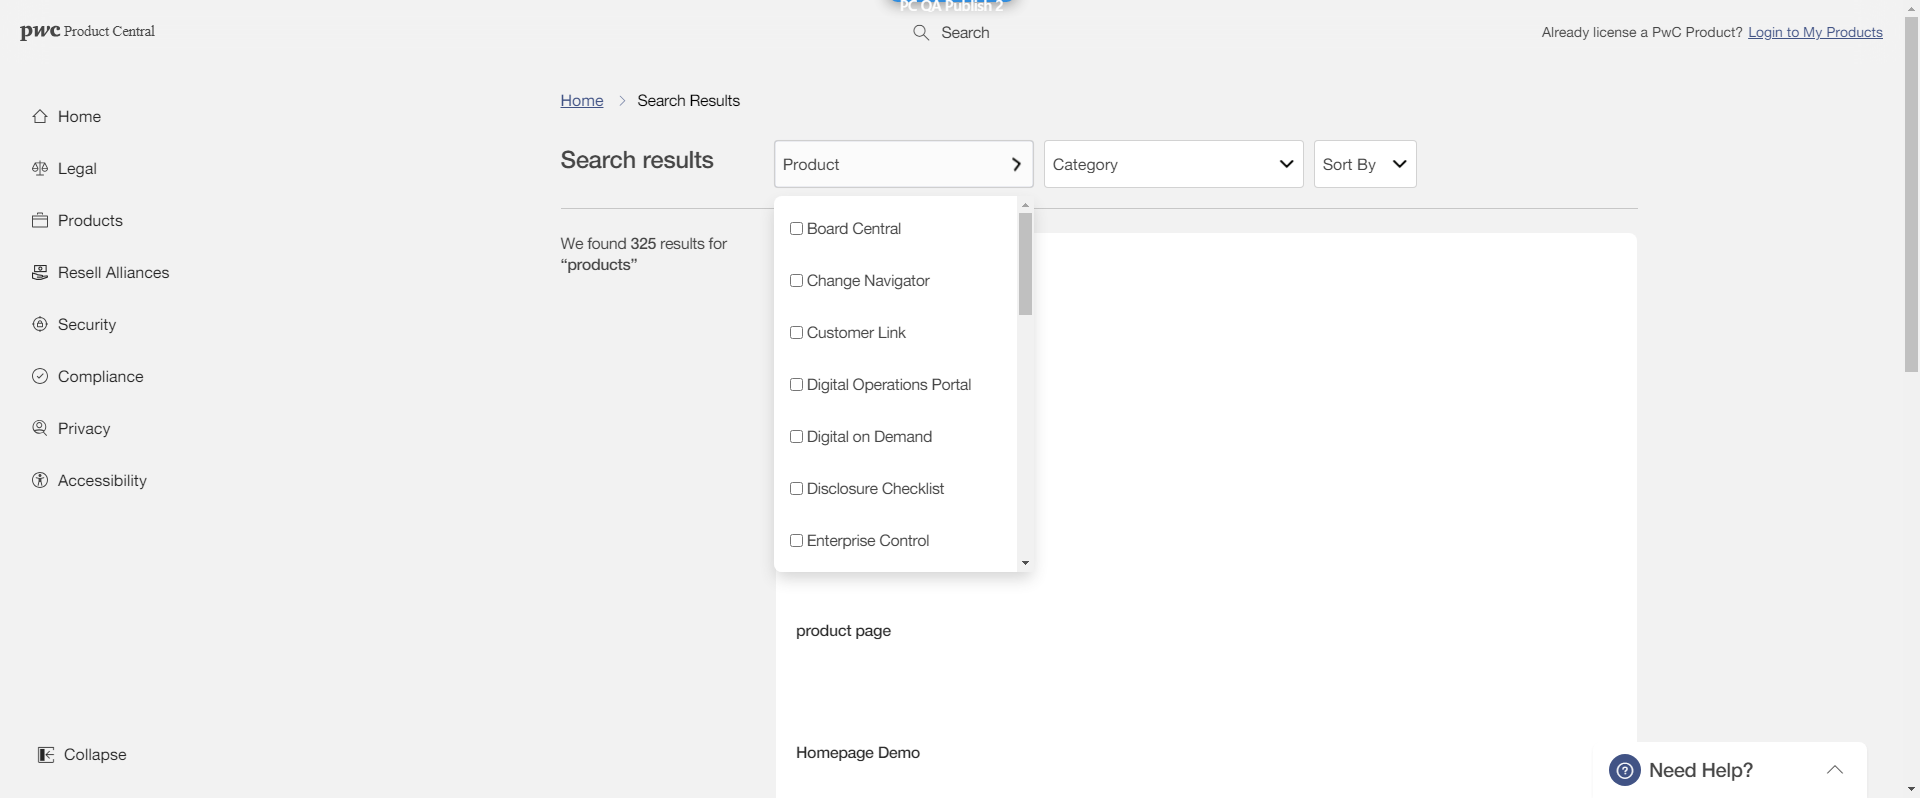 PC QA Publish 2
pwc Product Central
Search
Already license a PwC Product? Login to My Products
Home
Legal
Products
Resell Alliances
Security
Compliance
Privacy
Accessibility
Collapse
Home > Search Results
Search results
Product
Category
Sort By
We found 325 results for
“products”
Board Central
Change Navigator
Customer Link
Digital Operations Portal
Digital on Demand
Disclosure Checklist
Enterprise Control
product page
Homepage Demo
Need Help?